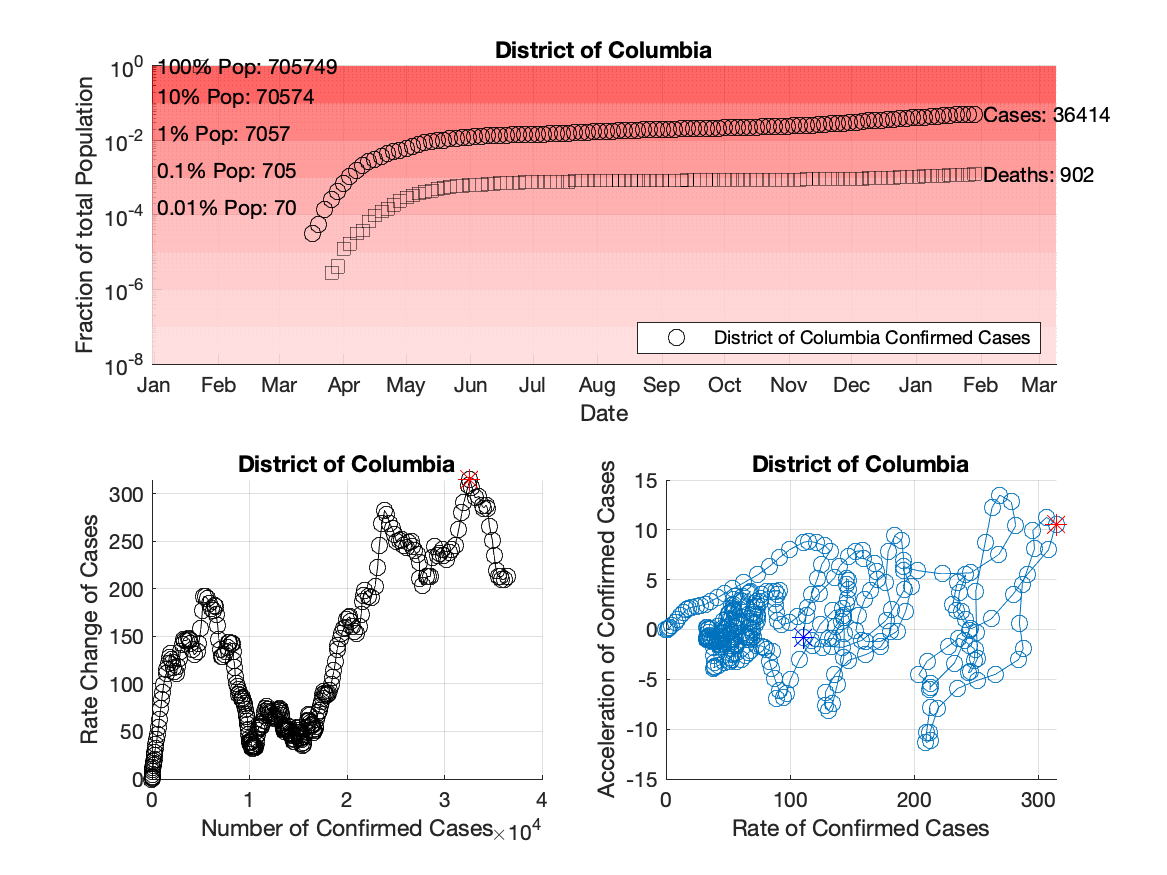 District of Columbia
10^0
100% Pop: 705749
10% Pop: 70574
Cases: 36414
10^-2
1% Pop: 7057
0.1% Pop: 705
Deaths: 902
10^-4
0.01% Pop: 70
10^-6
10^-8
Fraction of total Population
District of Columbia Confirmed Cases
Jan Feb Mar Apr May Jun Jul Aug Sep Oct Nov Dec Jan Feb Mar
Date
District of Columbia
300
250
200
150
100
50
0
Rate Change of Cases
0 1 2 3 4
Number of Confirmed Cases ×10^4
District of Columbia
15
10
5
0
-5
-10
-15
Acceleration of Confirmed Cases
0 100 200 300
Rate of Confirmed Cases